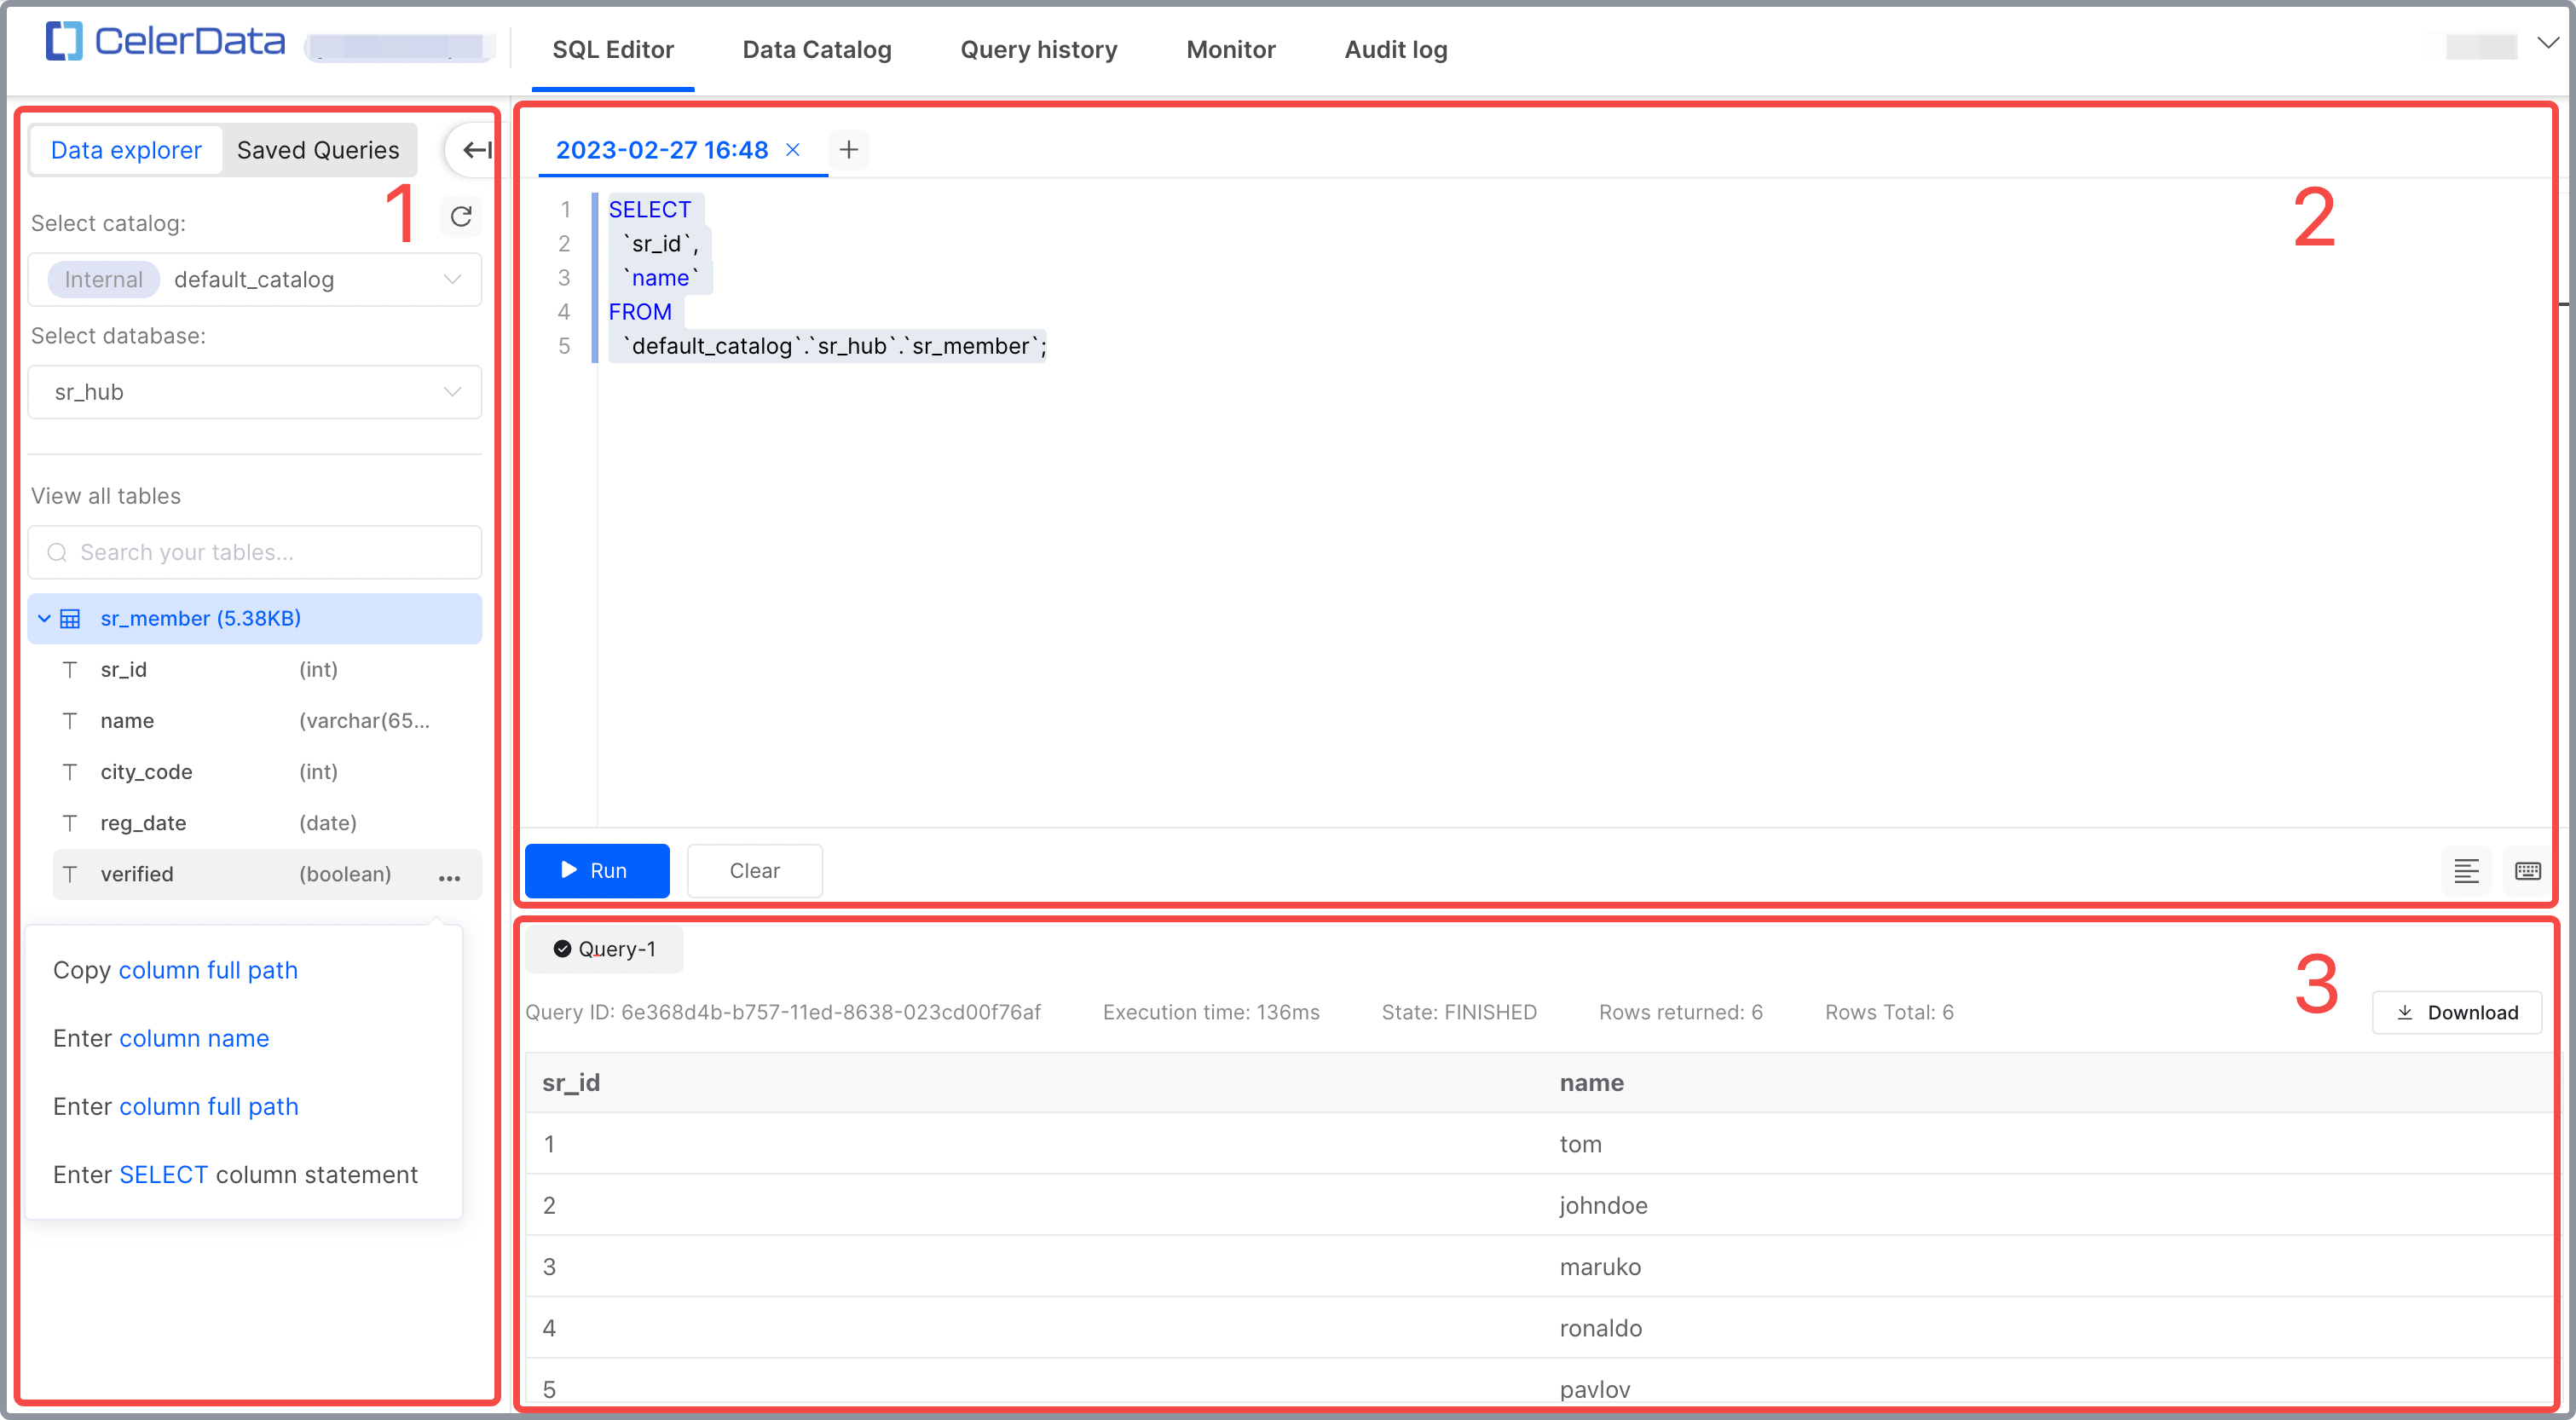 CelerData
SQL Editor
Data Catalog
Query history
Monitor
Audit log
Data explorer
Saved Queries
1
Select catalog:
Internal default_catalog
Select database:
sr_hub
View all tables
Search your tables...
sr_member (5.38KB)
sr_id (int)
name (varchar(65...
city_code (int)
reg_date (date)
verified (boolean) ...
Copy column full path
Enter column name
Enter column full path
Enter SELECT column statement
2023-02-27 16:48
2
1 SELECT
2 `sr_id`,
3 `name`
4 FROM
5 `default_catalog`.`sr_hub`.`sr_member`;
Run
Clear
Query-1
3
Query ID: 6e368d4b-b757-11ed-8638-023cd00f76af Execution time: 136ms State: FINISHED Rows returned: 6 Rows Total: 6
Download
sr_id name
1 tom
2 johndoe
3 maruko
4 ronaldo
5 pavlov